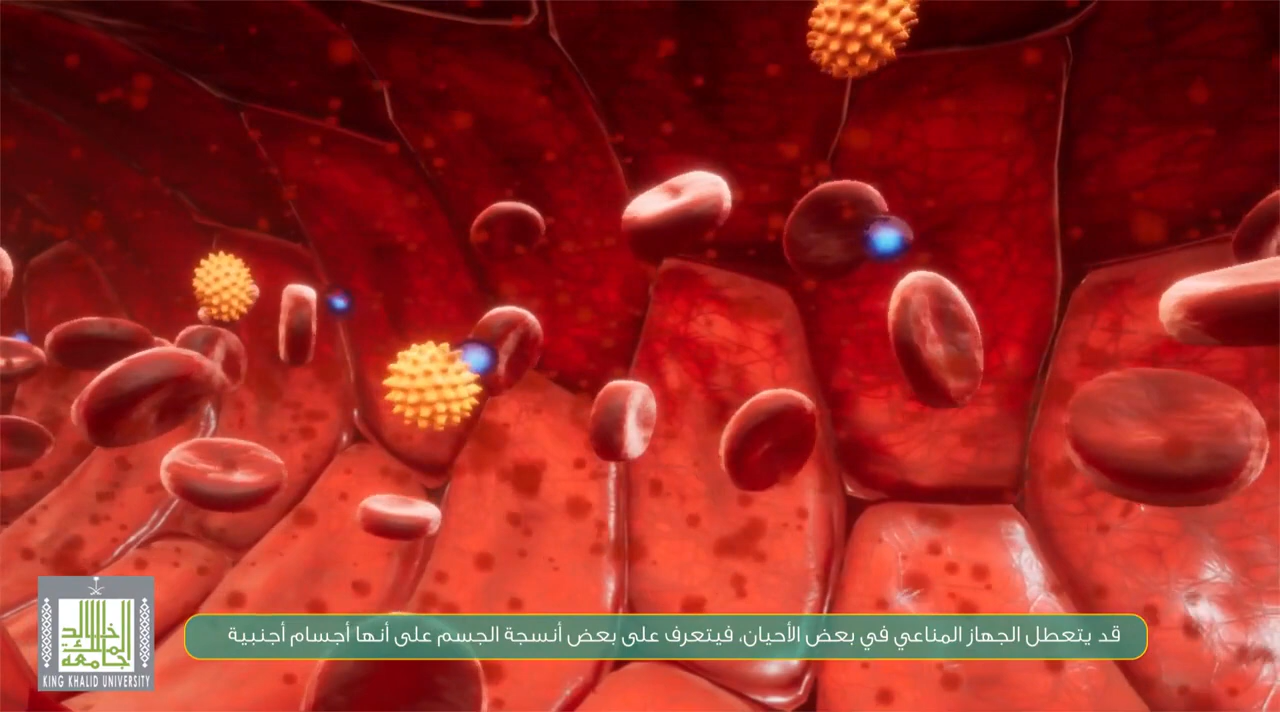 قد يتعطل الجهاز المناعي في بعض الأحيان، فيتعرف على بعض أنسجة الجسم على أنها أجسام أجنبية
جامعة الملك خالد
KING KHALID UNIVERSITY